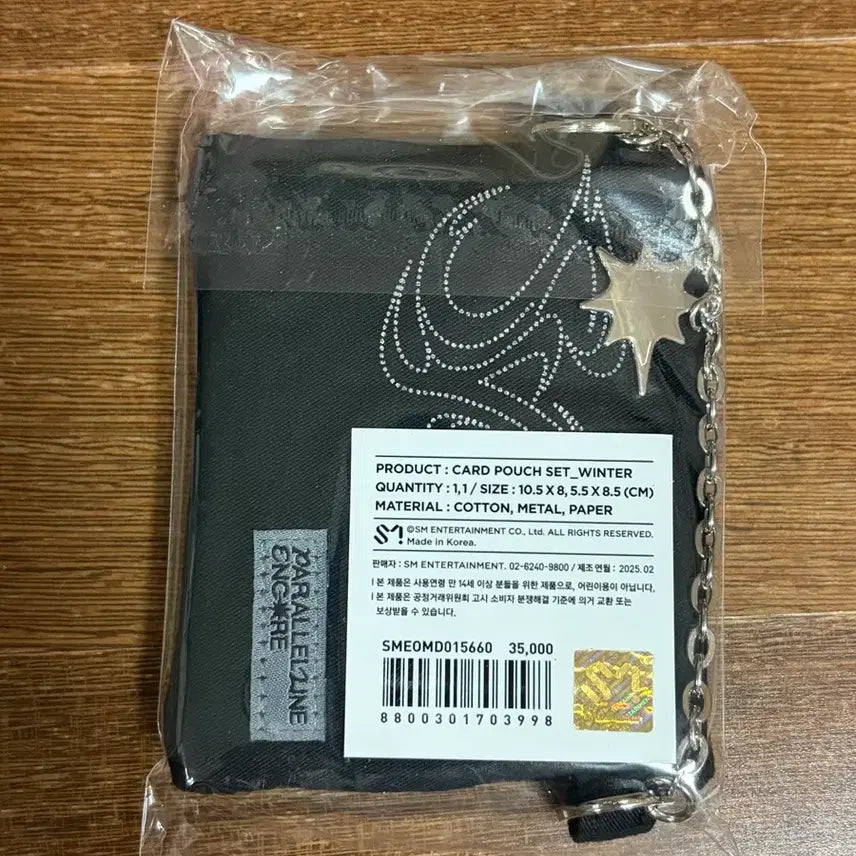 PRODUCT : CARD POUCH SET_WINTER
QUANTITY : 1,1 / SIZE : 10.5 X 8, 5.5 X 8.5 (CM)
MATERIAL : COTTON, METAL, PAPER
SM ©SM ENTERTAINMENT CO., Ltd. ALL RIGHTS RESERVED.
Made in Korea.
판매자 : SM ENTERTAINMENT. 02-6240-9800 / 제조 연월 : 2025.02
l 본 제품은 사용연령 만 14세 이상 분들을 위한 제품으로, 어린이용이 아닙니다.
l 본 제품은 공정거래위원회 고시 소비자 분쟁해결 기준에 의거 교환 또는
보상받을 수 있습니다.
SMEOMD015660 35,000
8800301703998
SM
PARALLEL LINE
ENCORE